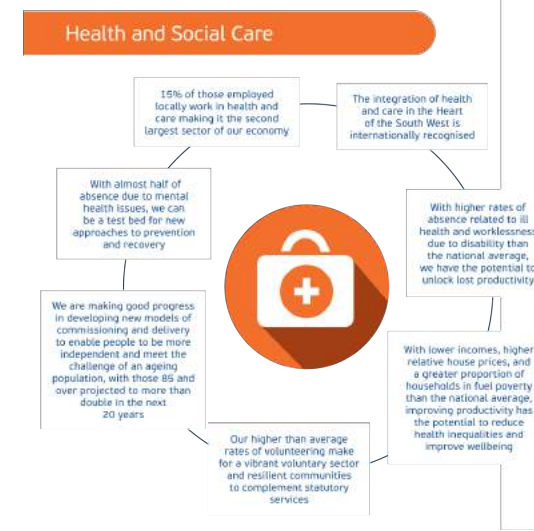 Health and Social Care
15% of those employed
locally work in health and
care making it the second
largest sector of our economy
The integration of health
and care in the Heart
of the South West is
internationally recognised
With higher rates of
absence related to ill
health and worklessness
due to disability than
the national average,
we have the potential to
unlock lost productivity
With lower incomes, higher
relative house prices, and
a greater proportion of
households in fuel poverty
than the national average,
improving productivity has
the potential to reduce
health inequalities and
improve wellbeing
Our higher than average
rates of volunteering make
for a vibrant voluntary sector
and resilient communities
to complement statutory
services
We are making good progress
in developing new models of
commissioning and delivery
to enable people to be more
independent and meet the
challenge of an ageing
population, with those 85 and
over projected to more than
double in the next
20 years
With almost half of
absence due to mental
health issues, we can
be a test bed for new
approaches to prevention
and recovery